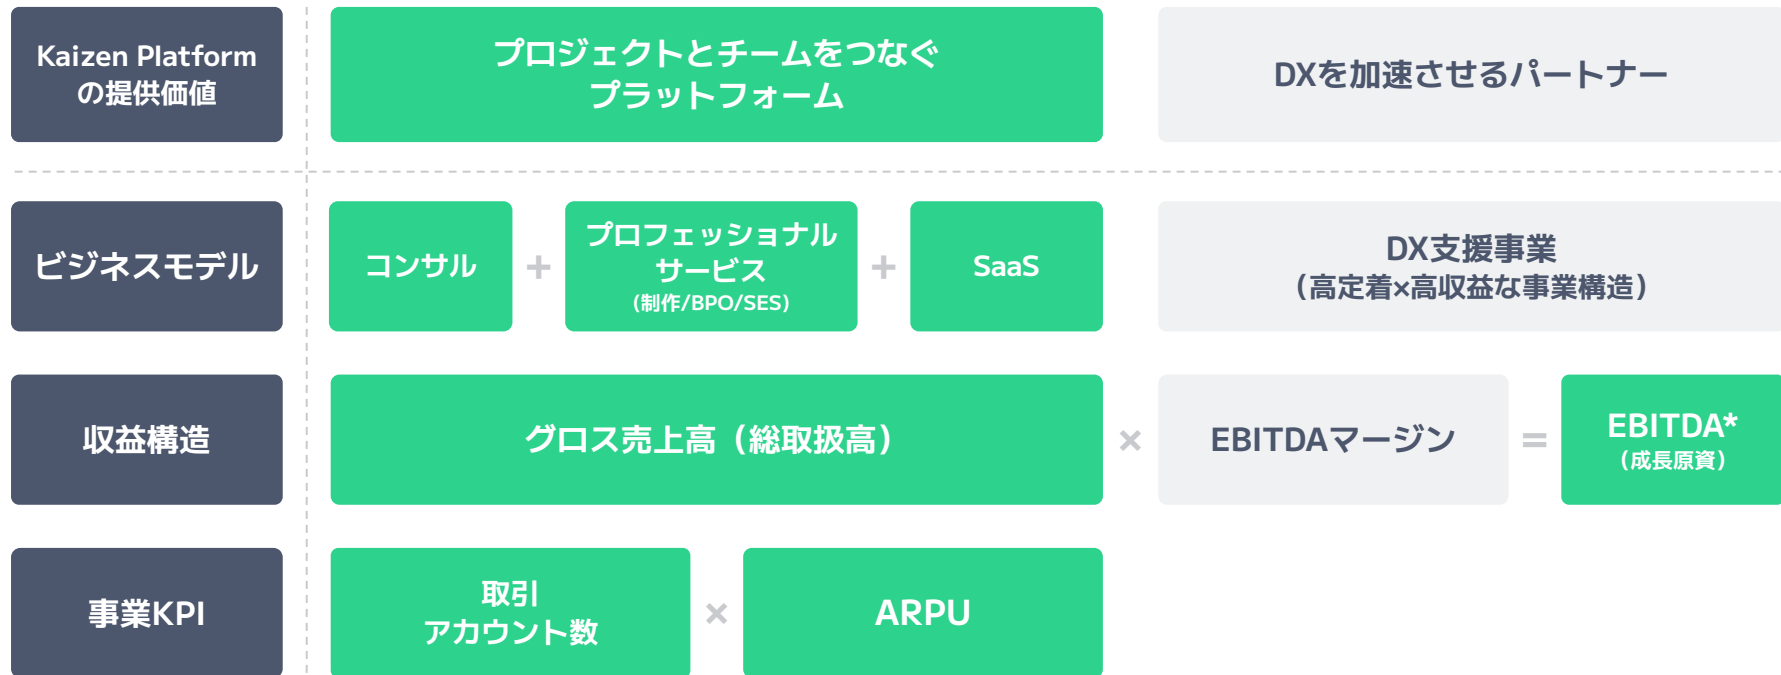 Kaizen Platform
の提供価値
プロジェクトとチームをつなぐ
プラットフォーム
DXを加速させるパートナー
ビジネスモデル
コンサル
+
プロフェッショナル
サービス
(制作/BPO/SES)
+
SaaS
DX支援事業
(高定着×高収益な事業構造)
収益構造
グロス売上高(総取扱高)
×
EBITDAマージン
=
EBITDA*
(成長原資)
事業KPI
取引
アカウント数
×
ARPU